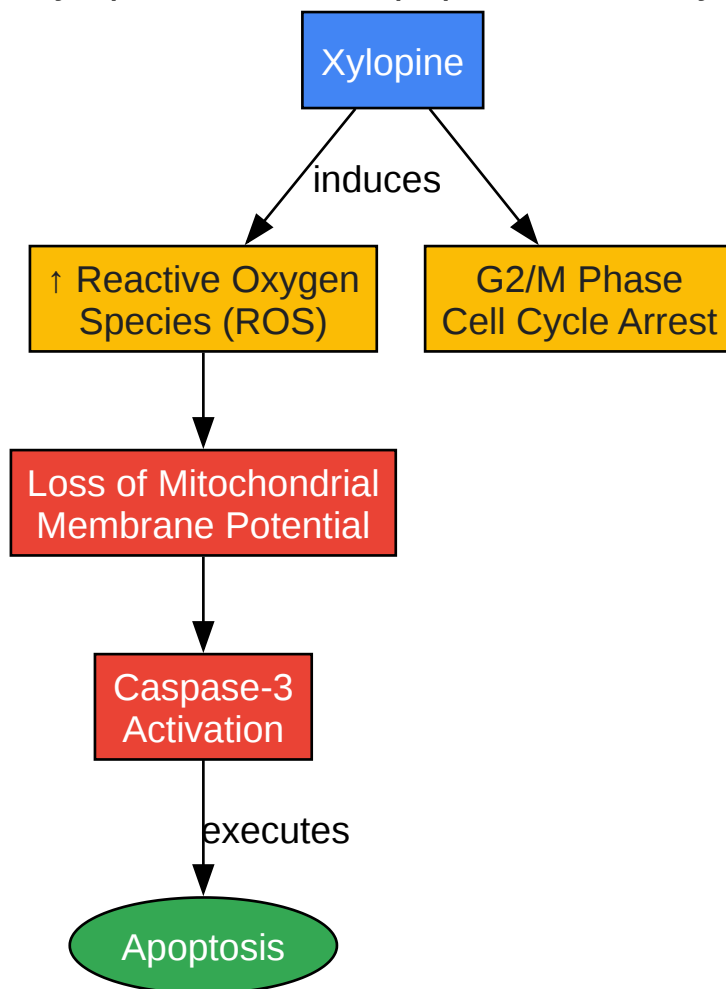 Xylopine
induces
↑ Reactive Oxygen
Species (ROS)
G2/M Phase
Cell Cycle Arrest
Loss of Mitochondrial
Membrane Potential
Caspase-3
Activation
executes
Apoptosis